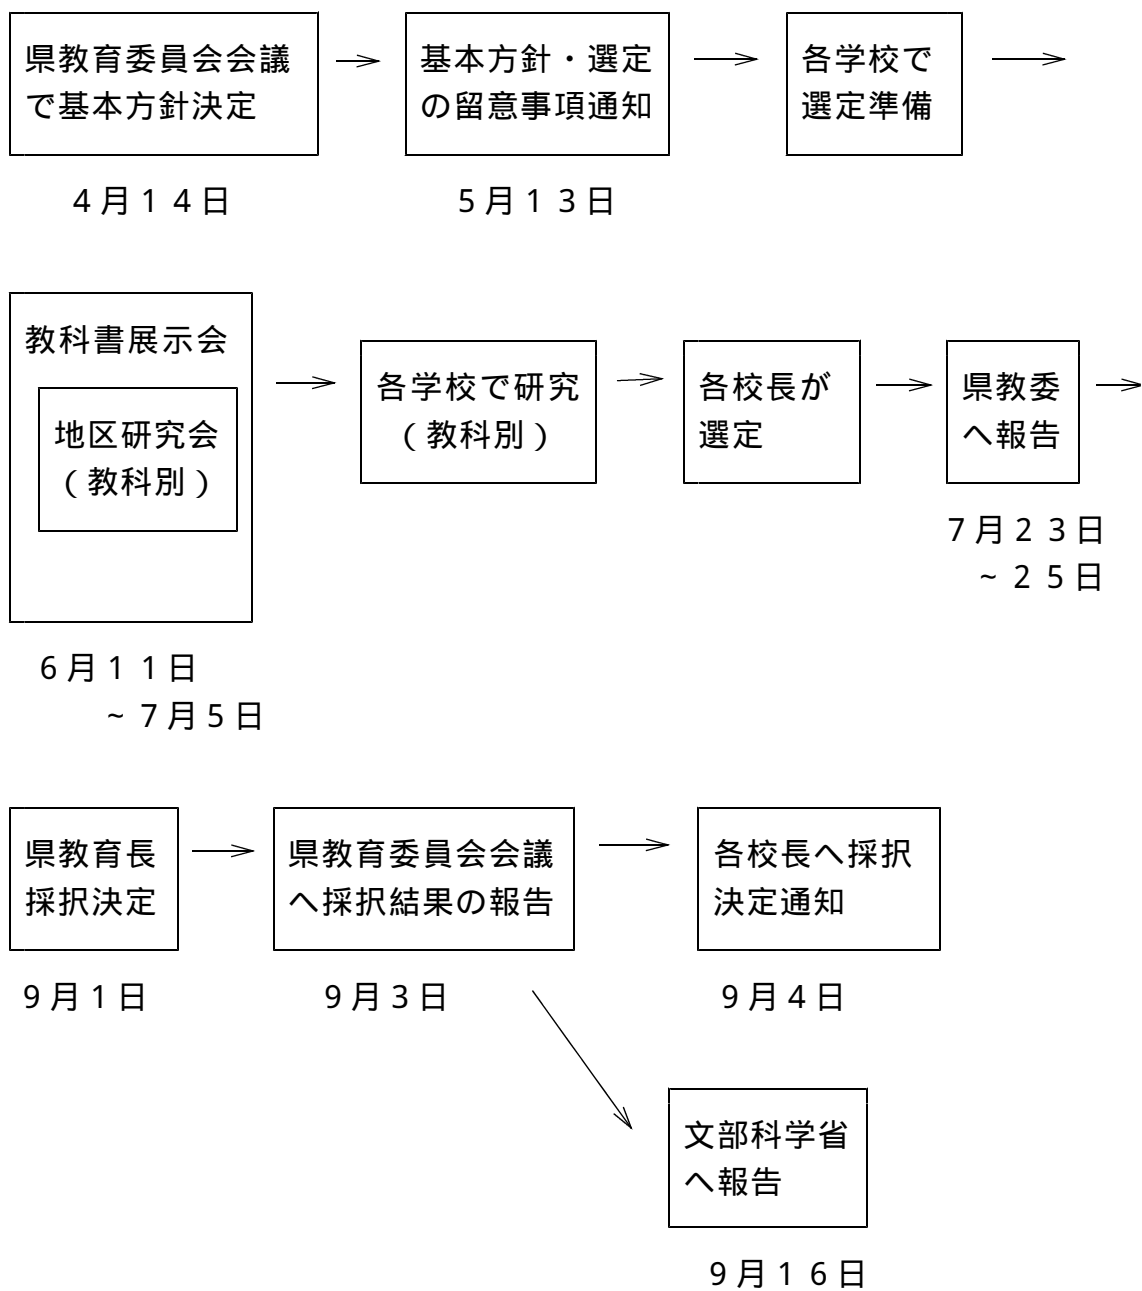 県教育委員会会議
で基本方針決定
4月14日
基本方針・選定
の留意事項通知
5月13日
各学校で
選定準備
教科書展示会
地区研究会
(教科別)
6月11日
~7月5日
各学校で研究
(教科別)
各校長が
選定
県教委
へ報告
7月23日
~25日
県教育長
採択決定
9月1日
県教育委員会会議
へ採択結果の報告
9月3日
各校長へ採択
決定通知
9月4日
文部科学省
へ報告
9月16日